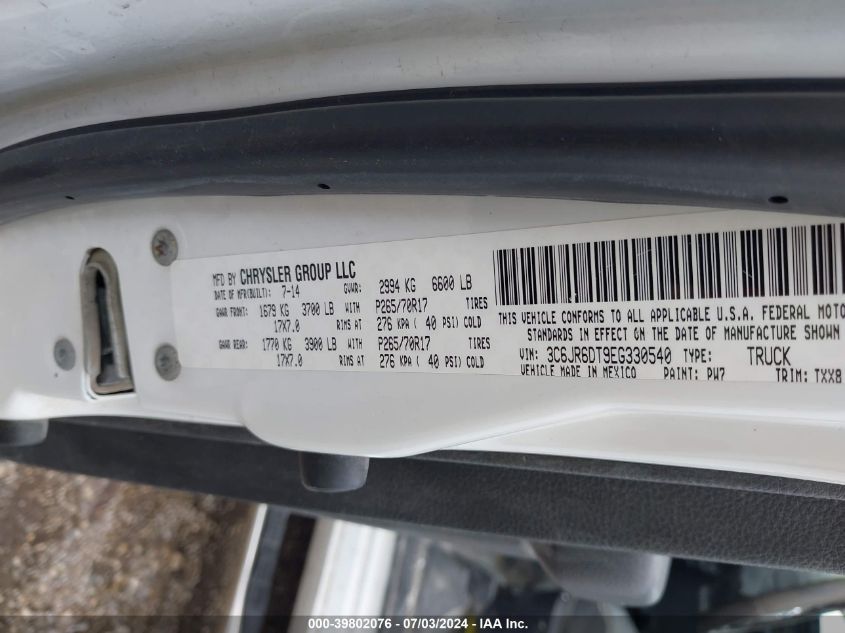 MFD BY CHRYSLER GROUP LLC
DATE OF MFR(BUILT): 7-14 GVWR: 2994 KG 6600 LB
GAWR FRONT: 1679 KG 3700 LB WITH P265/70R17 TIRES
17X7.0 RIMS AT 276 KPA ( 40 PSI) COLD
GAWR REAR: 1770 KG 3900 LB WITH P265/70R17 TIRES
17X7.0 RIMS AT 276 KPA ( 40 PSI) COLD
THIS VEHICLE CONFORMS TO ALL APPLICABLE U.S.A. FEDERAL MOTO
STANDARDS IN EFFECT ON THE DATE OF MANUFACTURE SHOWN
VIN: 3C6JR6DT9EG330540 TYPE: TRUCK
VEHICLE MADE IN MEXICO PAINT: PW7 TRIM: TXX8
000-39802076 / 07/03/2024 - IAA Inc.